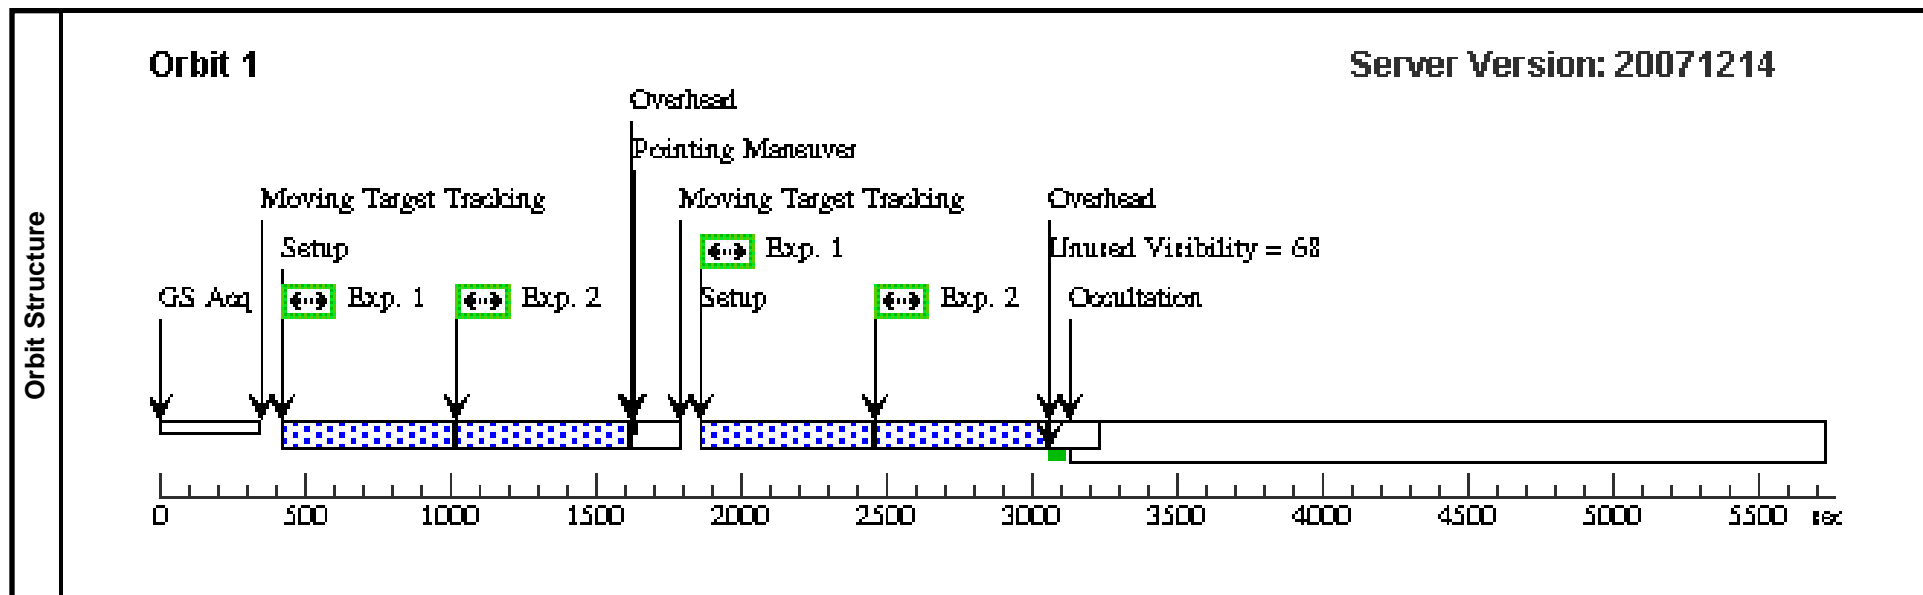 Orbit Structure
Orbit 1
Server Version: 20071214
Overhead
Pointing Maneuver
Moving Target Tracking
Moving Target Tracking
Overhead
Setup
Exp. 1
Unused Visibility = 68
GS Acq
Exp. 1
Exp. 2
Setup
Exp. 2
Occultation
0 500 1000 1500 2000 2500 3000 3500 4000 4500 5000 5500 sec